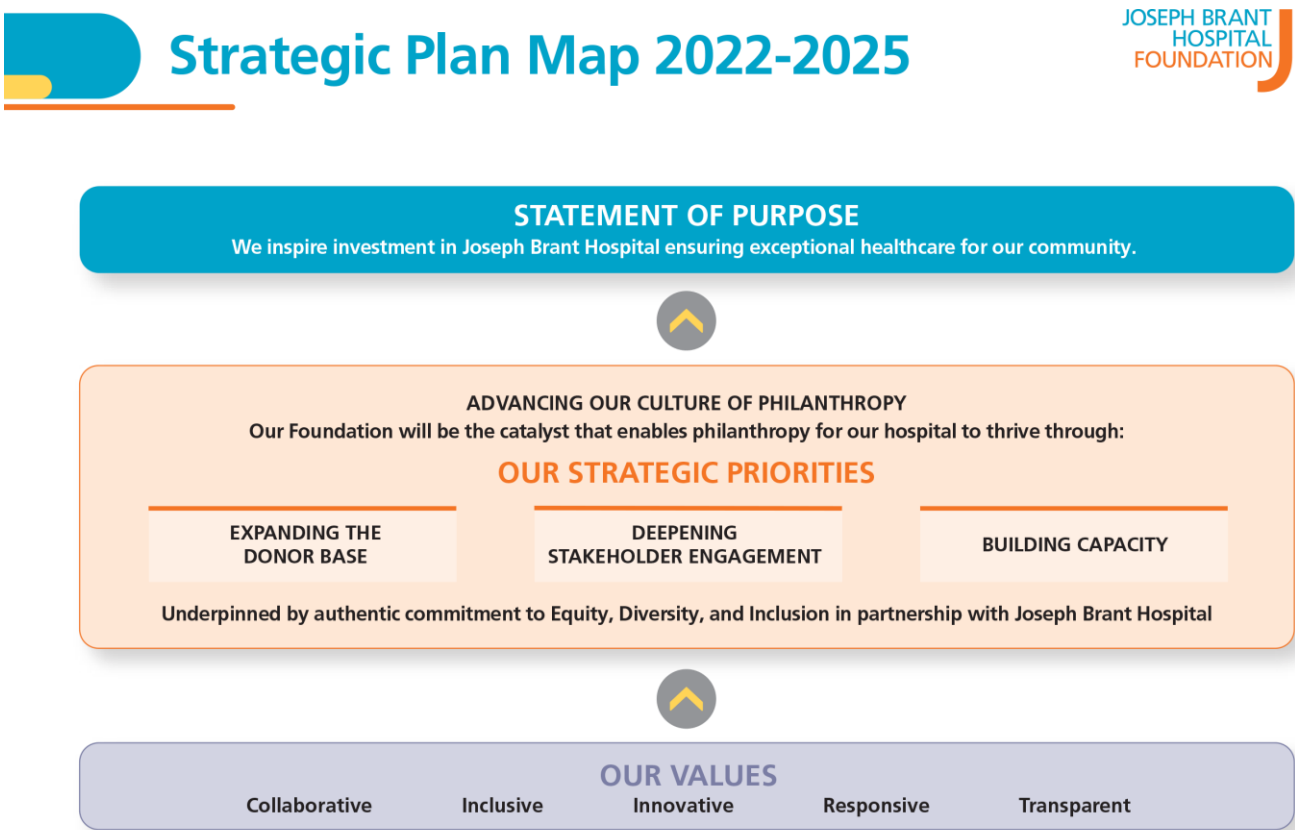 Strategic Plan Map 2022-2025
JOSEPH BRANT
HOSPITAL
FOUNDATION
STATEMENT OF PURPOSE
We inspire investment in Joseph Brant Hospital ensuring exceptional healthcare for our community.
ADVANCING OUR CULTURE OF PHILANTHROPY
Our Foundation will be the catalyst that enables philanthropy for our hospital to thrive through:
OUR STRATEGIC PRIORITIES
EXPANDING THE
DONOR BASE
DEEPENING
STAKEHOLDER ENGAGEMENT
BUILDING CAPACITY
Underpinned by authentic commitment to Equity, Diversity, and Inclusion in partnership with Joseph Brant Hospital
OUR VALUES
Collaborative Inclusive Innovative Responsive Transparent